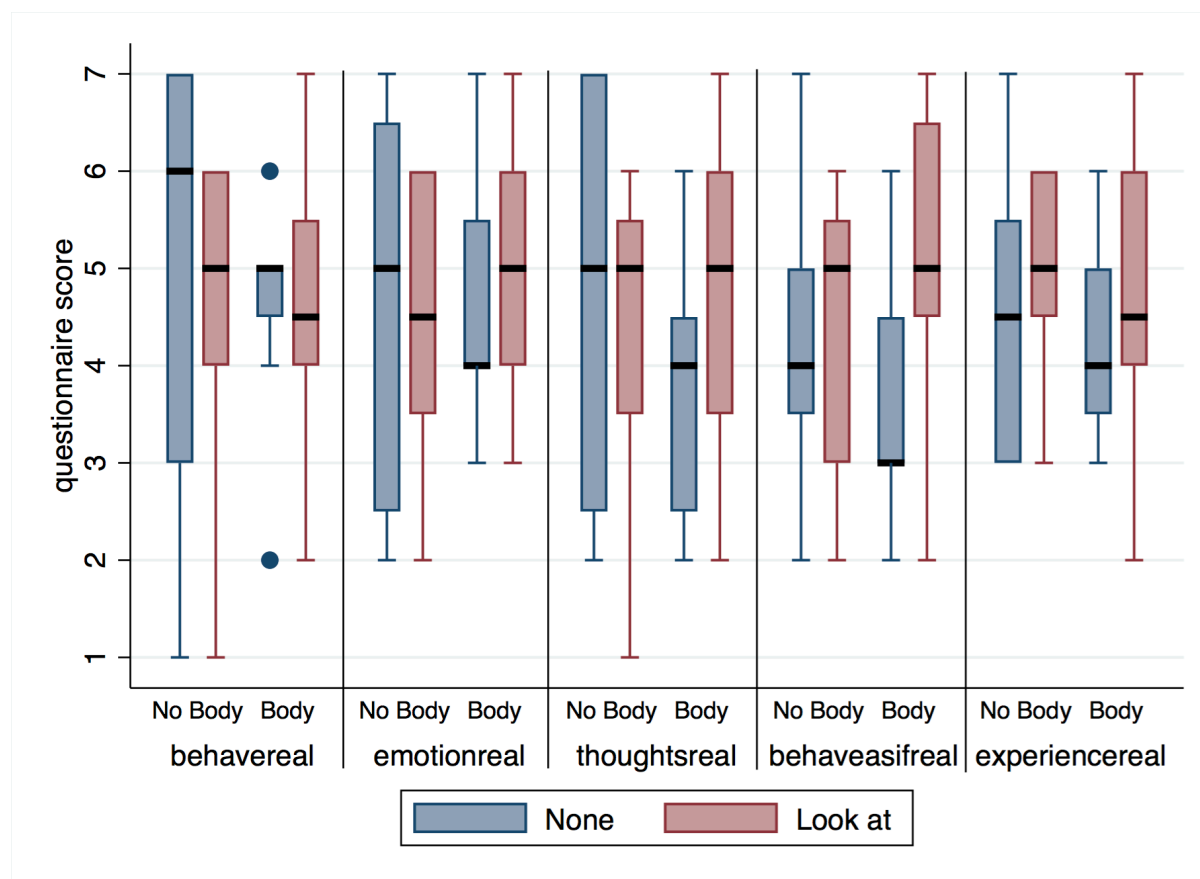 questionnaire score
7
6
5
4
3
2
1
No Body Body No Body Body No Body Body No Body Body No Body Body
behavereal emotionreal thoughtsreal behaveasifreal experiencereal
None Look at